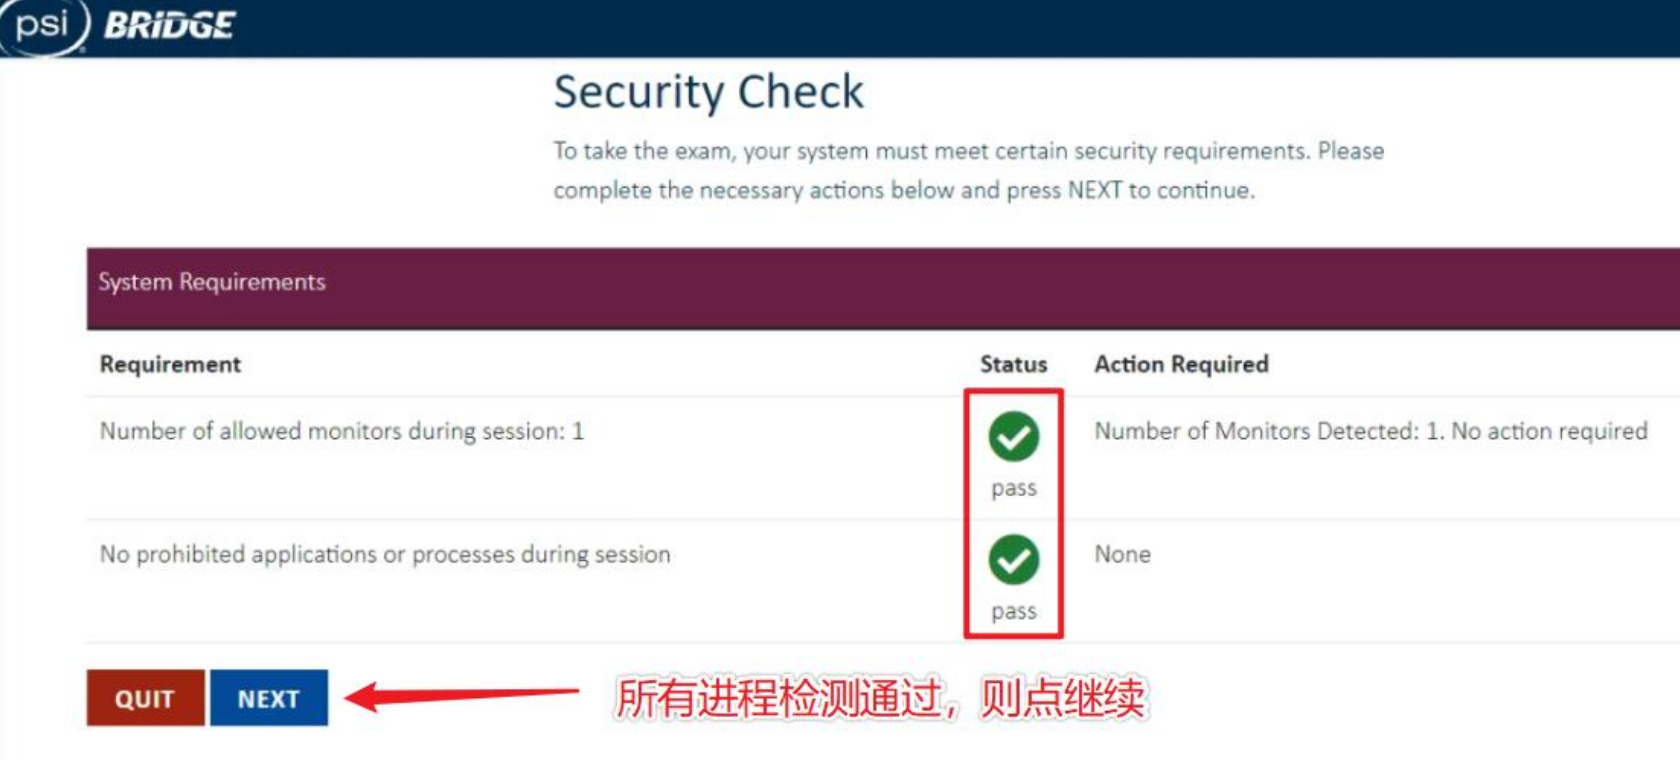 psi BRIDGE
Security Check
To take the exam, your system must meet certain security requirements. Please
complete the necessary actions below and press NEXT to continue.
System Requirements
Requirement Status Action Required
Number of allowed monitors during session: 1 pass Number of Monitors Detected: 1. No action required
No prohibited applications or processes during session pass None
QUIT NEXT 所有进程检测通过，则点继续